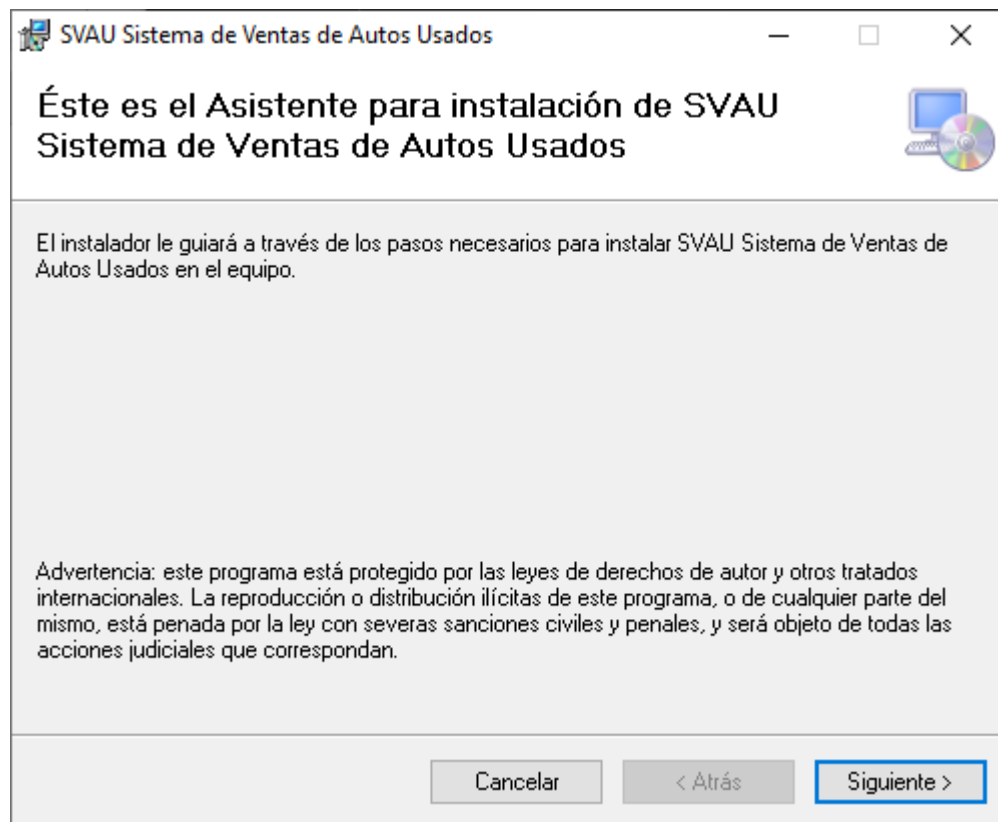 SVAU Sistema de Ventas de Autos Usados
Éste es el Asistente para instalación de SVAU
Sistema de Ventas de Autos Usados
El instalador le guiará a través de los pasos necesarios para instalar SVAU Sistema de Ventas de
Autos Usados en el equipo.
Advertencia: este programa está protegido por las leyes de derechos de autor y otros tratados
internacionales. La reproducción o distribución ilícitas de este programa, o de cualquier parte del
mismo, está penada por la ley con severas sanciones civiles y penales, y será objeto de todas las
acciones judiciales que correspondan.
Cancelar < Atrás Siguiente >